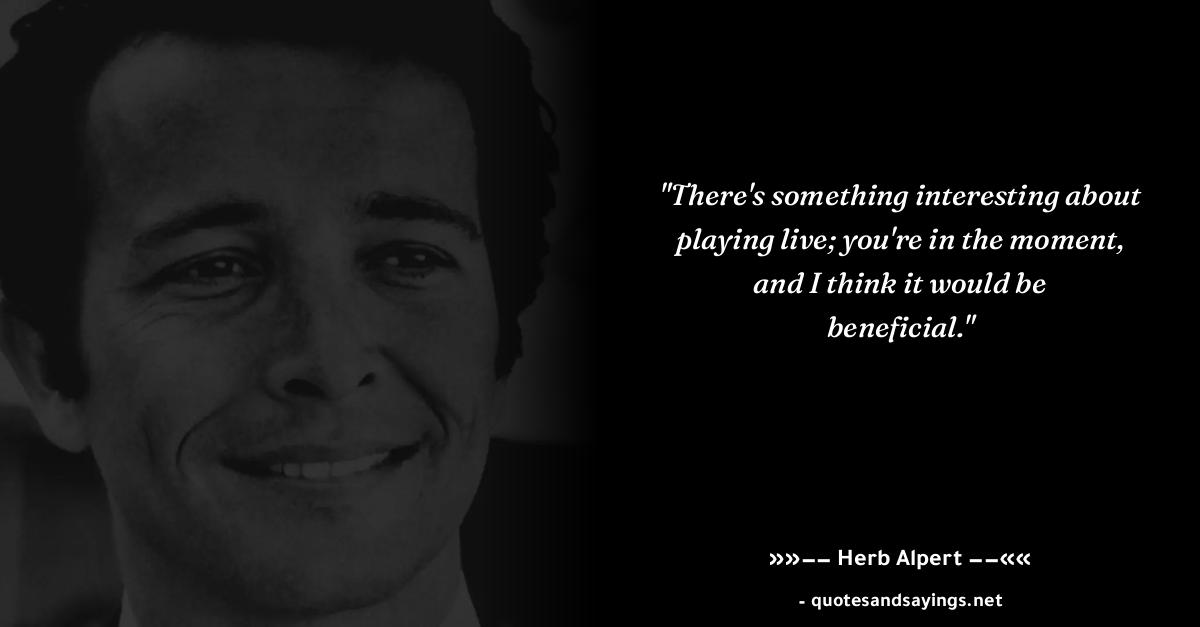 "There's something interesting about
playing live; you're in the moment,
and I think it would be
beneficial."
»»–– Herb Alpert ––««
- quotesandsayings.net